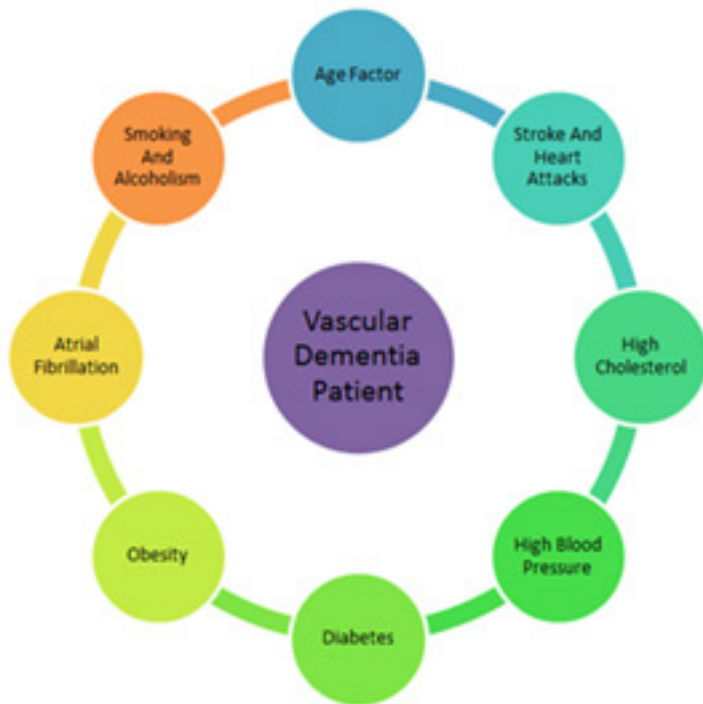 Age Factor
Stroke And
Heart
Attacks
High
Cholesterol
High Blood
Pressure
Diabetes
Obesity
Atrial
Fibrillation
Smoking
And
Alcoholism
Vascular
Dementia
Patient